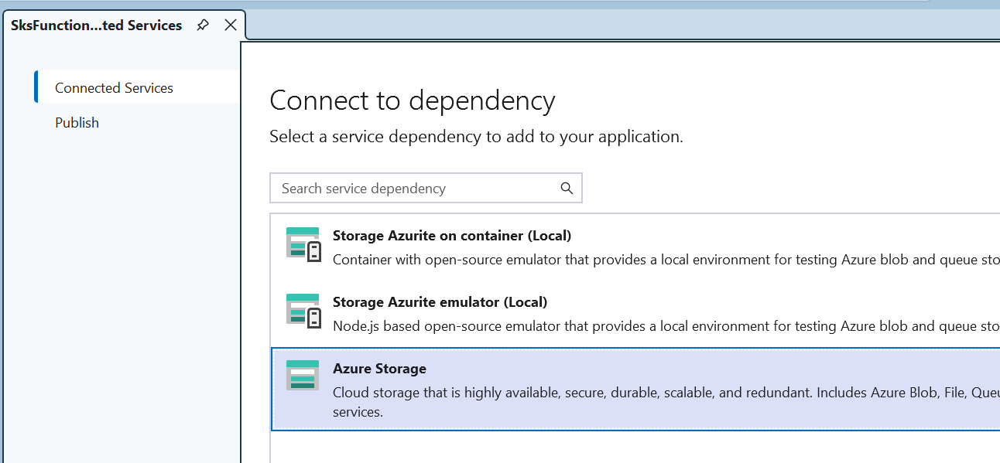 SksFunction...ted Services
Connected Services
Publish
Connect to dependency
Select a service dependency to add to your application.
Search service dependency
Storage Azurite on container (Local)
Container with open-source emulator that provides a local environment for testing Azure blob and queue sto
Storage Azurite emulator (Local)
Node.js based open-source emulator that provides a local environment for testing Azure blob and queue sto
Azure Storage
Cloud storage that is highly available, secure, durable, scalable, and redundant. Includes Azure Blob, File, Queu
services.